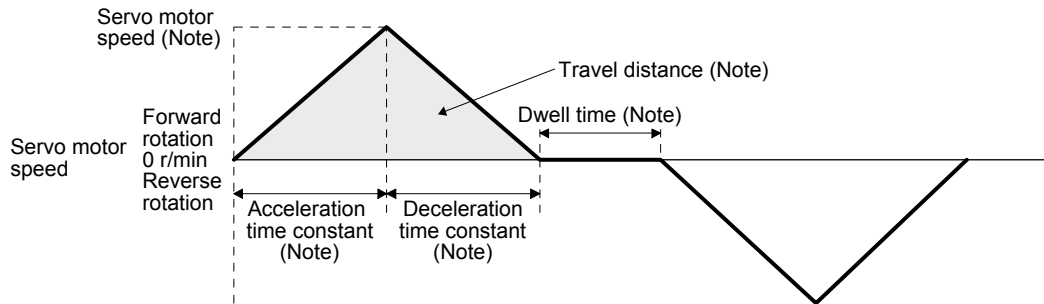 Servo motor
speed (Note)
Travel distance (Note)
Dwell time (Note)
Servo motor
speed
Forward
rotation
0 r/min
Reverse
rotation
Acceleration
time constant
(Note)
Deceleration
time constant
(Note)